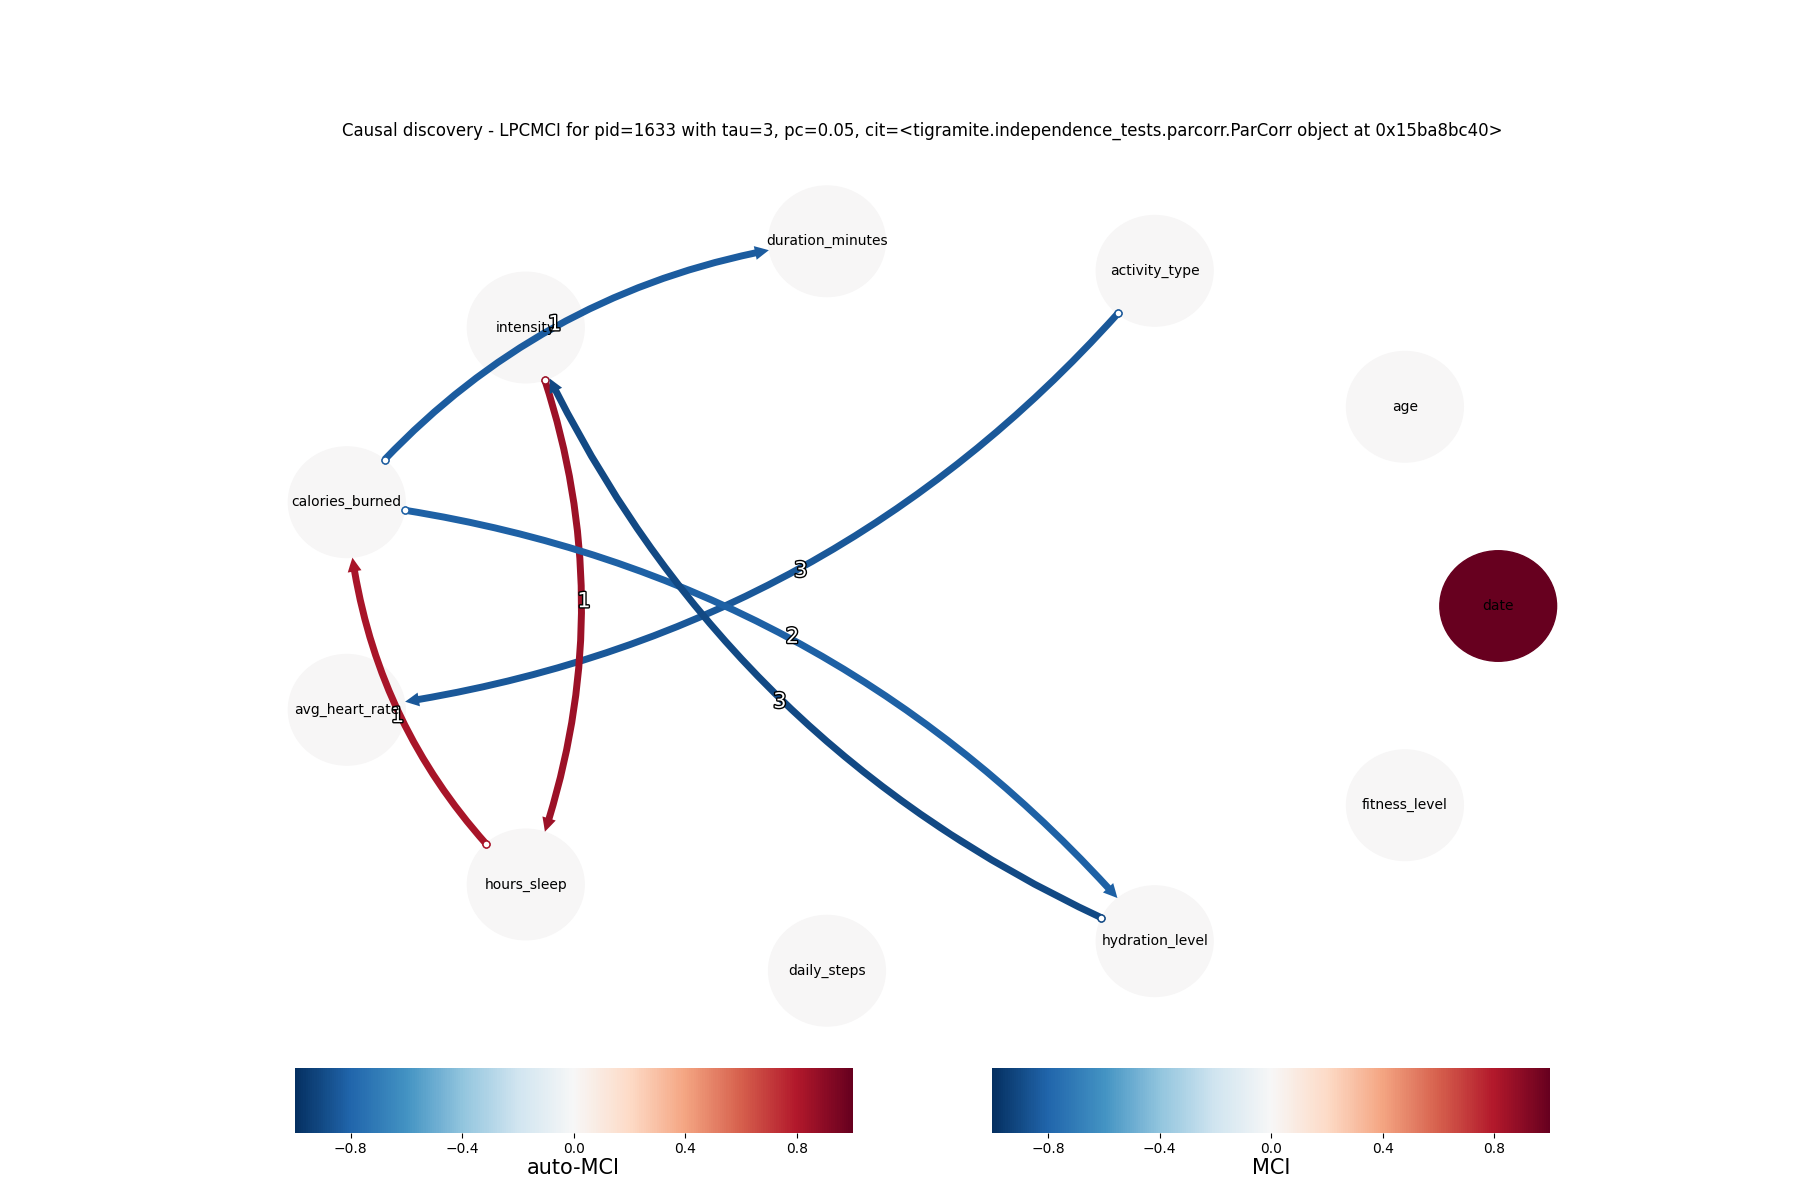 Causal discovery - LPCMCI for pid=1633 with tau=3, pc=0.05, cit=<tigramite.independence_tests.parcorr.ParCorr object at 0x15ba8bc40>
duration_minutes
activity_type
intensity
1
age
calories_burned
3
1
date
2
3
avg_heart_rate
1
fitness_level
hours_sleep
hydration_level
daily_steps
−0.8 −0.4 0.0 0.4 0.8
auto-MCI
−0.8 −0.4 0.0 0.4 0.8
MCI